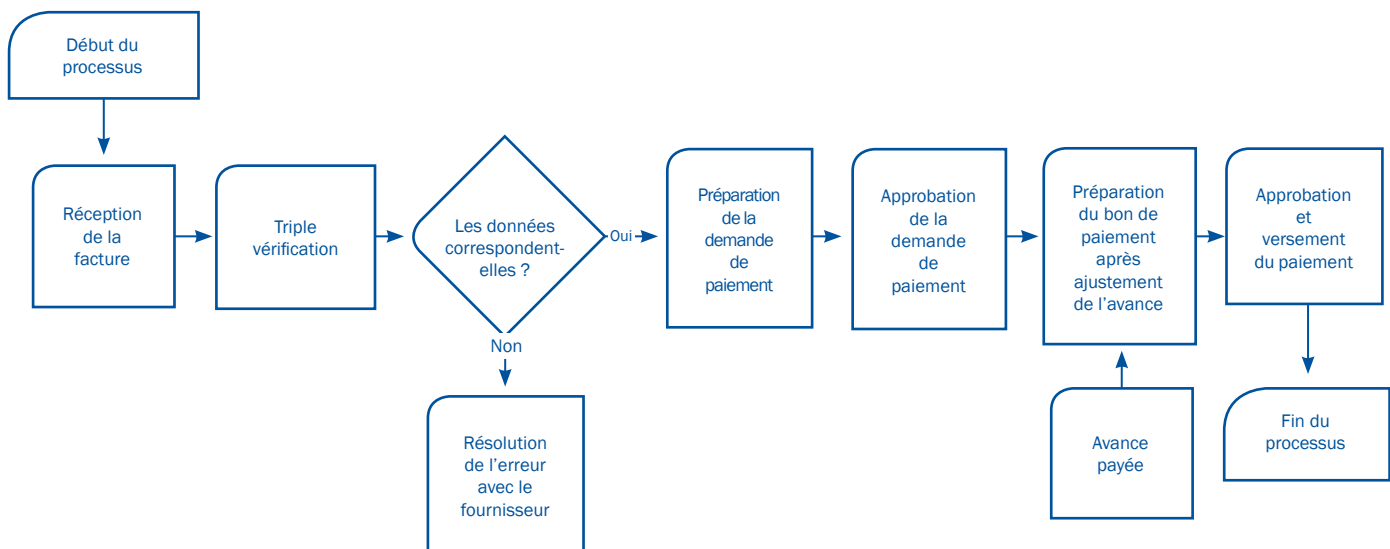 Début du
processus
Réception
de la
facture
Triple
vérification
Les données
correspondent-
elles ?
Oui
Non
Résolution
de l'erreur
avec le
fournisseur
Préparation
de la
demande
de
paiement
Approbation
de la
demande
de
paiement
Préparation
du bon de
paiement
après
ajustement
de l'avance
Avance
payée
Approbation
et
versement
du paiement
Fin du
processus